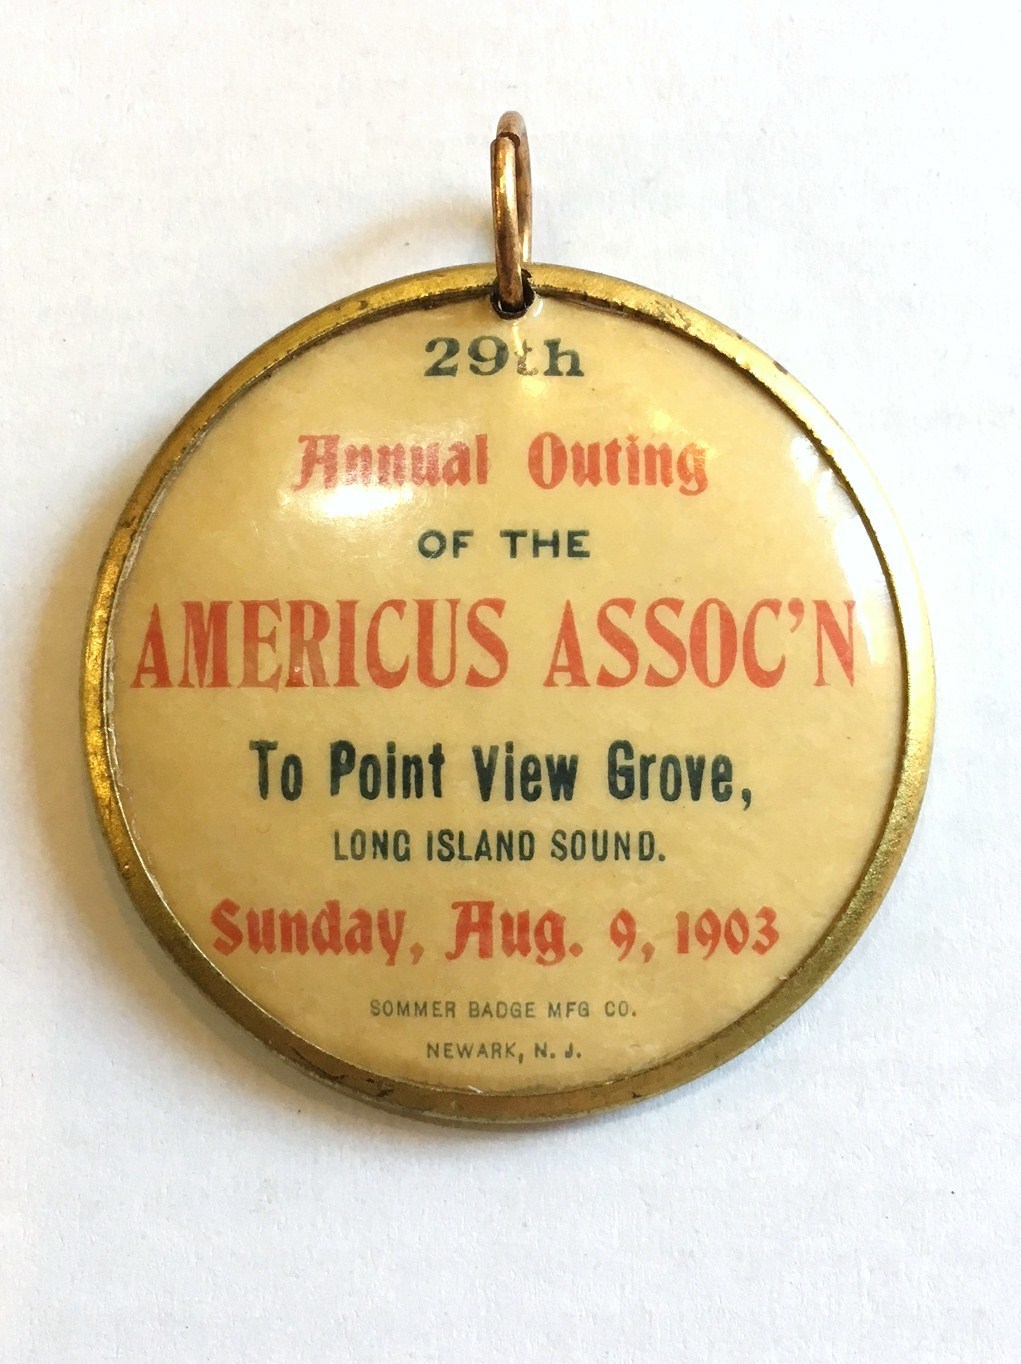 29th
Annual Outing
OF THE
AMERICUS ASSOC'N
To Point View Grove,
LONG ISLAND SOUND.
Sunday, Aug. 9, 1903
SOMMER BADGE MFG CO.
NEWARK, N. J.